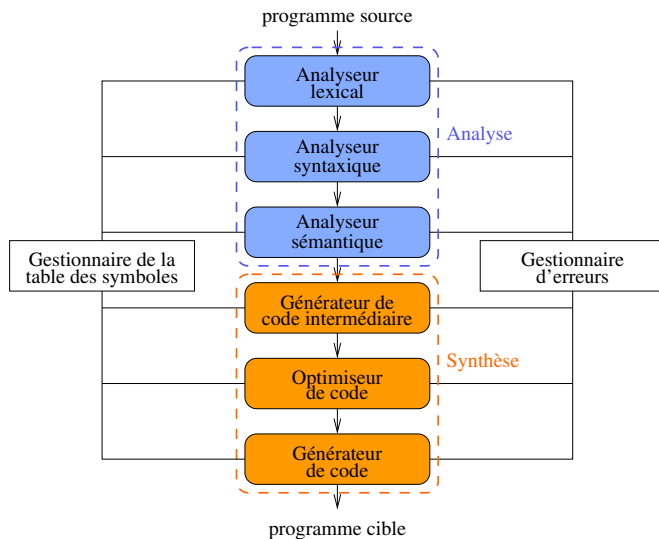 programme source
Analyseur
lexical
Analyse
Analyseur
syntaxique
Analyseur
sémantique
Gestionnaire de la
table des symboles
Gestionnaire
d'erreurs
Générateur de
code intermédiaire
Synthèse
Optimiseur
de code
Générateur
de code
programme cible